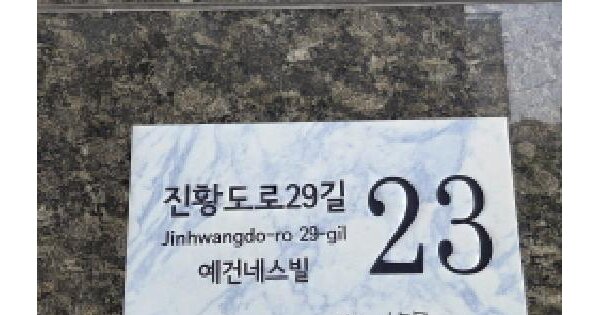 진황도로29길 23
Jinhwangdo-ro 29-gil
예건네스빌